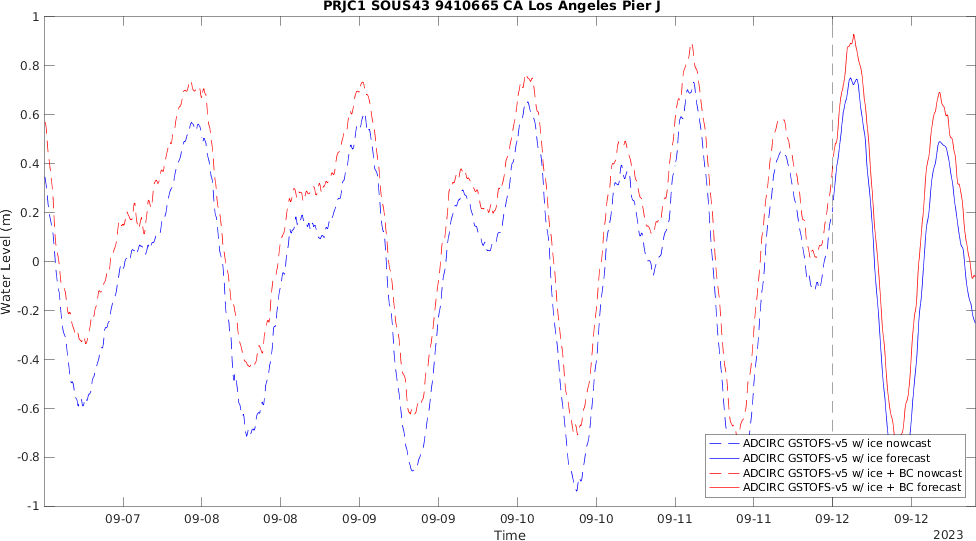 PRJC1 SOUS43 9410665 CA Los Angeles Pier J
1
0.8
0.6
0.4
0.2
0
-0.2
-0.4
-0.6
-0.8
-1
Water Level (m)
ADCIRC GSTOFS-v5 w/ ice nowcast
ADCIRC GSTOFS-v5 w/ ice forecast
ADCIRC GSTOFS-v5 w/ ice + BC nowcast
ADCIRC GSTOFS-v5 w/ ice + BC forecast
09-07 09-08 09-08 09-09 09-09 09-10 09-10 09-11 09-11 09-12 09-12
Time
2023